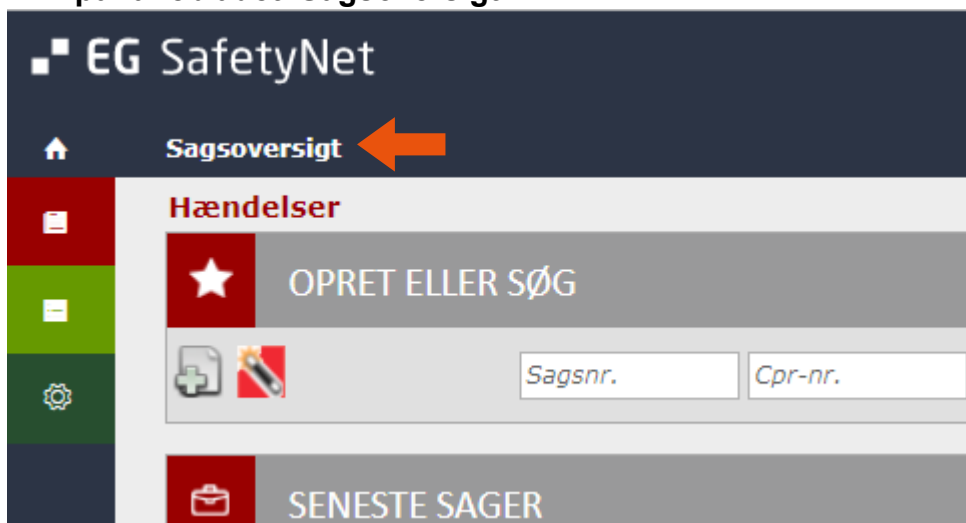 EG SafetyNet
Sagsoversigt
Hændelser
OPRET ELLER SØG
Sagsnr. Cpr-nr.
SENESTE SAGER